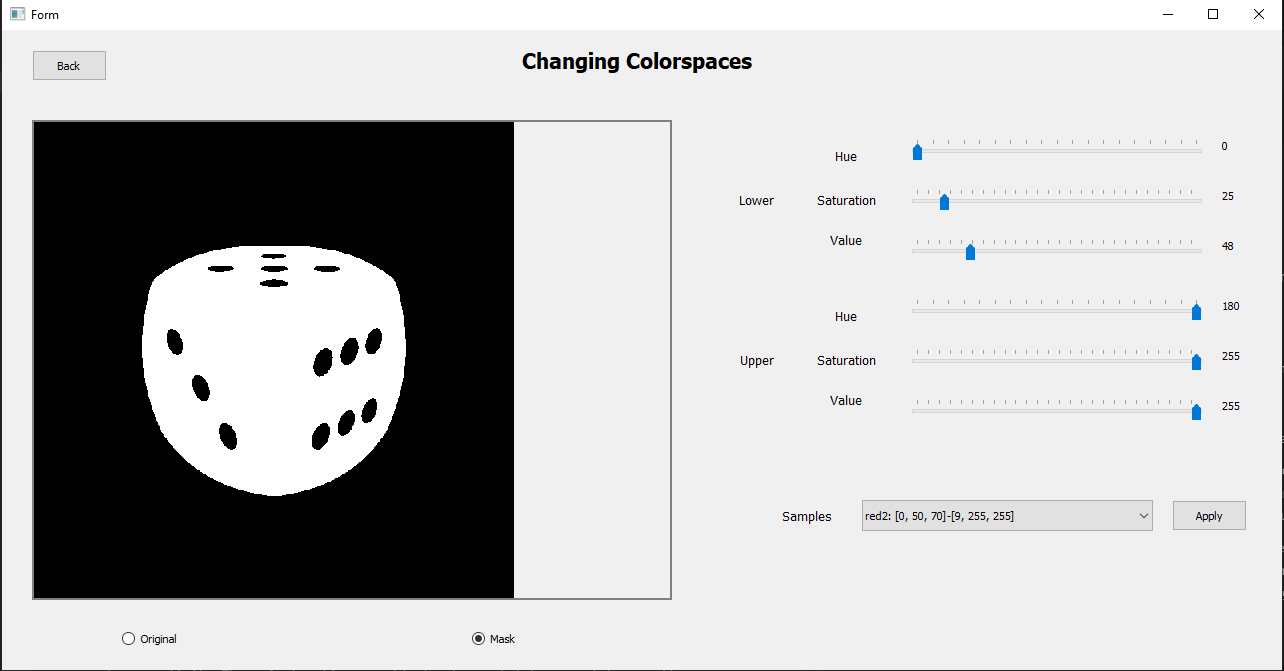 Form
Back
Changing Colorspaces
Hue
0
Lower
Saturation
25
Value
48
Hue
180
Upper
Saturation
255
Value
255
Samples
red2: [0, 50, 70]-[9, 255, 255]
Apply
Original
Mask